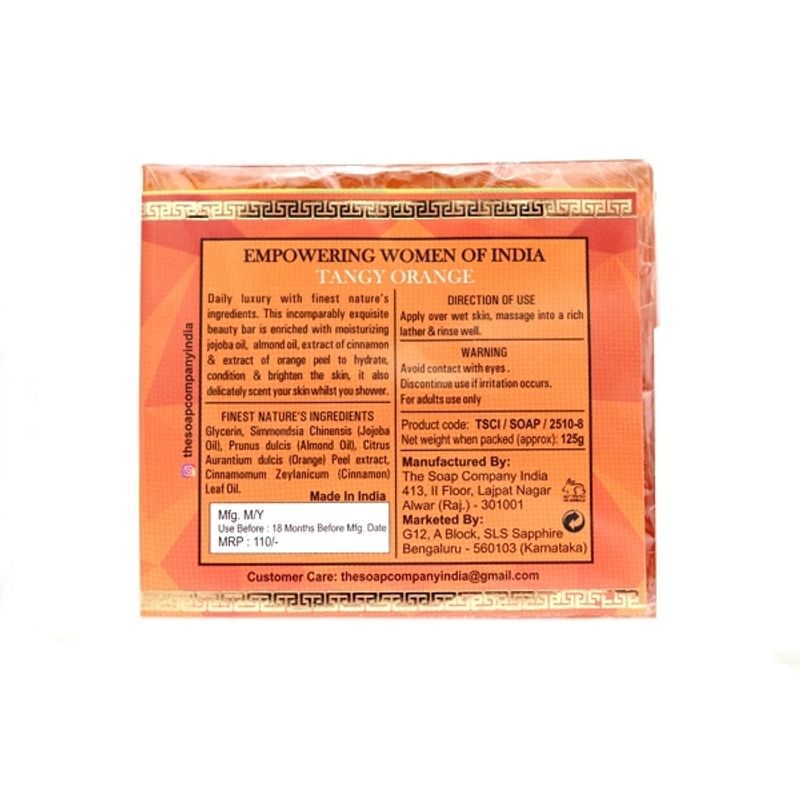 EMPOWERING WOMEN OF INDIA
TANGY ORANGE
Daily luxury with finest nature's
ingredients. This incomparably exquisite
beauty bar is enriched with moisturizing
jojoba oil, almond oil, extract of cinnamon
& extract of orange peel to hydrate,
condition & brighten the skin, it also
delicately scent your skin whilst you shower.
FINEST NATURE'S INGREDIENTS
Glycerin, Simmondsia Chinensis (Jojoba
Oil), Prunus dulcis (Almond Oil), Citrus
Aurantium dulcis (Orange) Peel extract,
Cinnamomum Zeylanicum (Cinnamon)
Leaf Oil.
Made In India
Mfg. M/Y
Use Before : 18 Months Before Mfg. Date
MRP : 110/-
DIRECTION OF USE
Apply over wet skin, massage into a rich
lather & rinse well.
WARNING
Avoid contact with eyes .
Discontinue use if irritation occurs.
For adults use only
Product code: TSCI / SOAP / 2510-8
Net weight when packed (approx): 125g
Manufactured By:
The Soap Company India
413, II Floor, Lajpat Nagar
Alwar (Raj.) - 301001
Marketed By:
G12, A Block, SLS Sapphire
Bengaluru - 560103 (Karnataka)
Customer Care: thesoapcompanyindia@gmail.com
thesoapcompanyindia